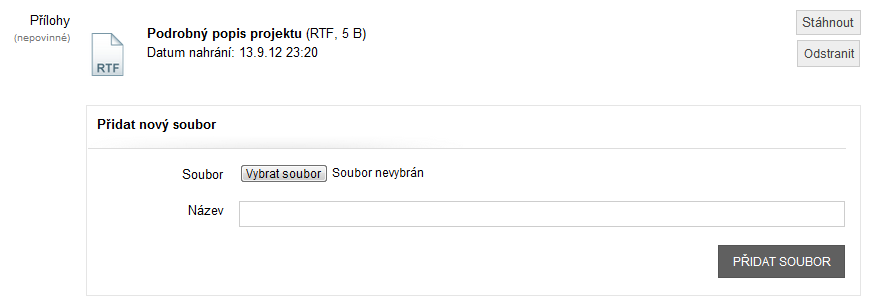 Přílohy
(nepovinné)
RTF
Podrobný popis projektu (RTF, 5 B)
Datum nahrání: 13.9.12 23:20
Stáhnout
Odstranit
Přidat nový soubor
Soubor Vybrat soubor Soubor nevybrán
Název
PŘIDAT SOUBOR